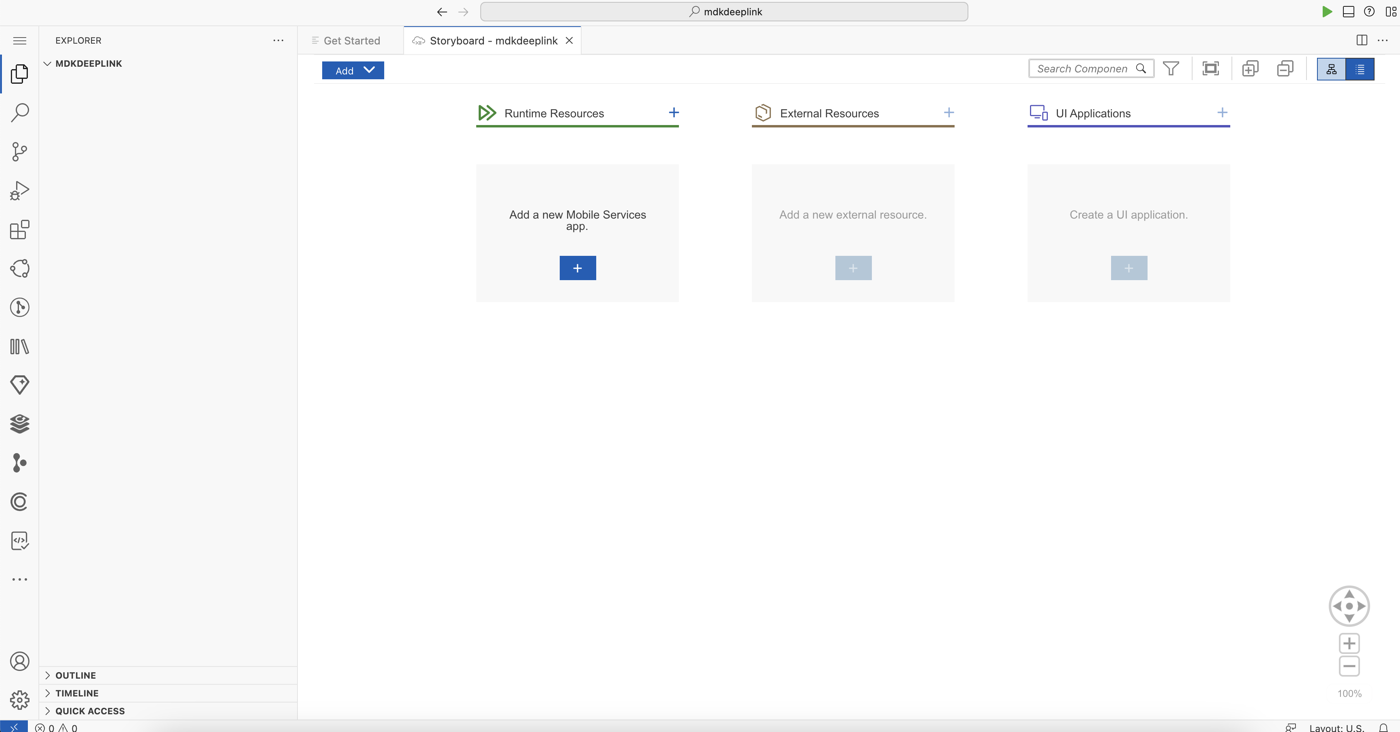 mdkdeeplink
EXPLORER
Get Started
Storyboard - mdkdeeplink
MDKDEEPLINK
Add
Search Componen
Runtime Resources
External Resources
UI Applications
Add a new Mobile Services
app.
Add a new external resource.
Create a UI application.
OUTLINE
TIMELINE
QUICK ACCESS
100%
0 0
Layout: U.S.